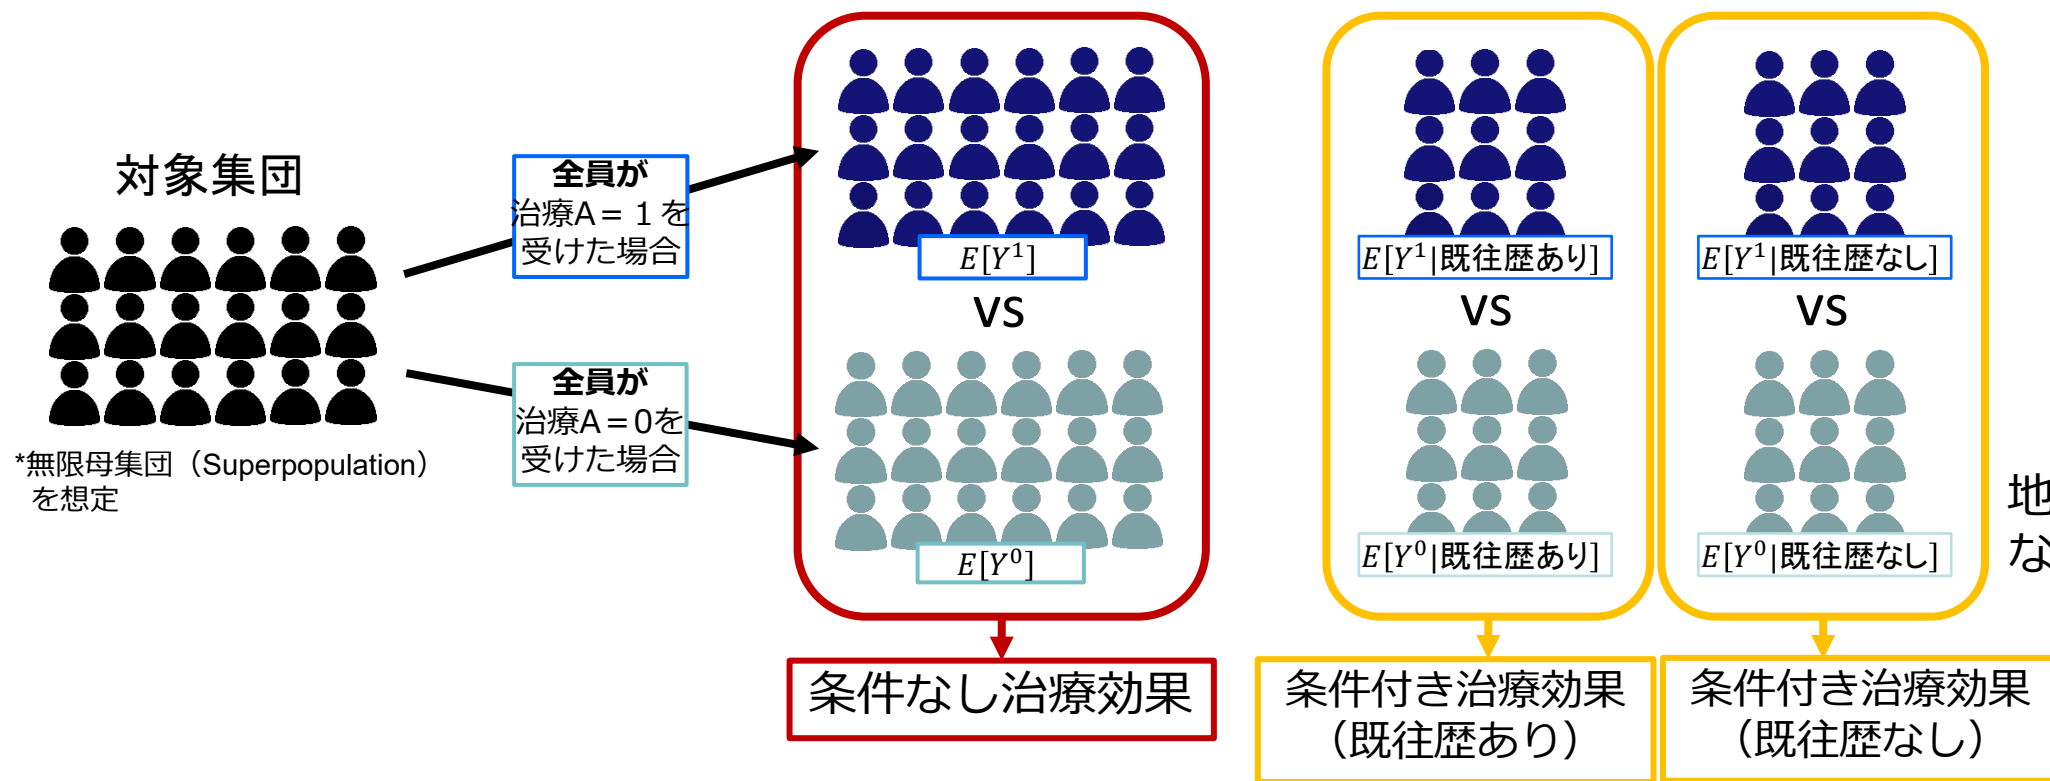 対象集団
*無限母集団（Superpopulation）
を想定
全員が
治療A＝１を
受けた場合
全員が
治療A＝0を
受けた場合
E[Y¹]
vs
E[Y⁰]
条件なし治療効果
E[Y¹|既往歴あり]
vs
E[Y⁰|既往歴あり]
条件付き治療効果
（既往歴あり）
E[Y¹|既往歴なし]
vs
E[Y⁰|既往歴なし]
条件付き治療効果
（既往歴なし）
地
な